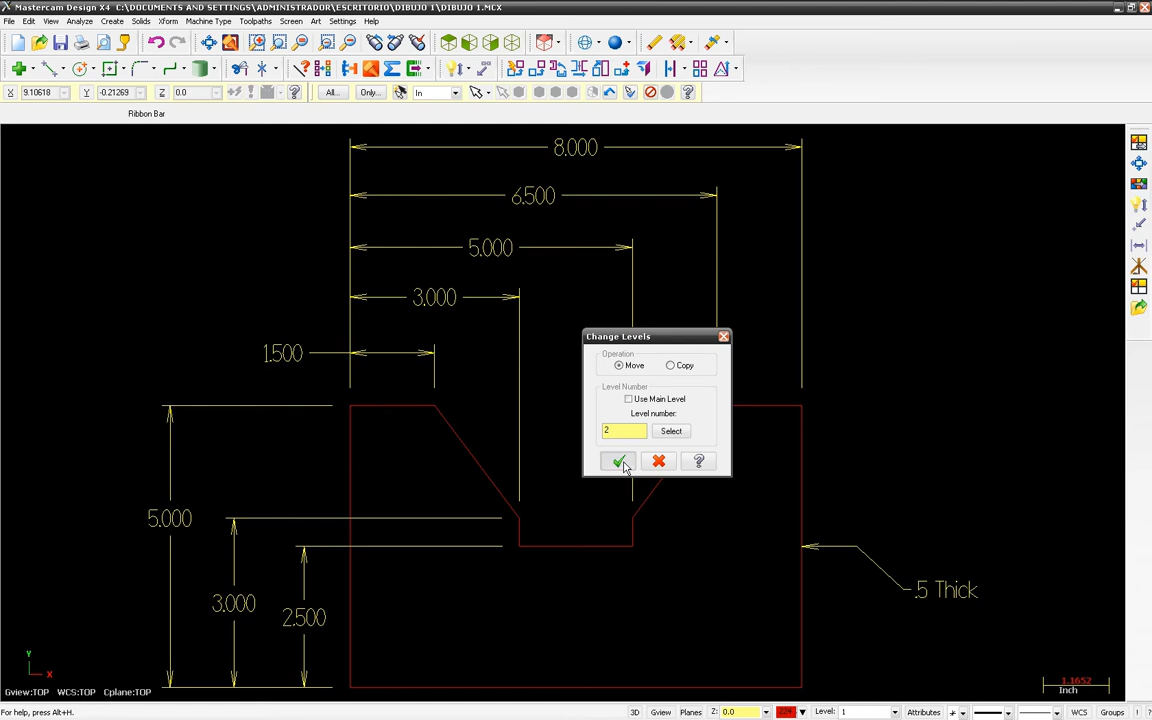 Mastercam Design X4 C:\DOCUMENTS AND SETTINGS\ADMINISTRADOR\ESCRITORIO\DIBUJO 1\DIBUJO 1.MCX
File Edit View Analyze Create Solids Xform Machine Type Toolpaths Screen Art Settings Help
X 9.10618 Y -0.21269 Z 0.0 All... Only... In
Ribbon Bar
8.000
6.500
5.000
3.000
Change Levels
Operation
1.500
Move Copy
Level Number
Use Main Level
Level number:
2 Select
5.000
3.000
2.500
.5 Thick
Y
X
Gview:TOP WCS:TOP Cplane:TOP
1.1652
Inch
For help, press Alt+H.
3D Gview Planes Z: 0.0 224 Level: 1 Attributes WCS Groups ! ?